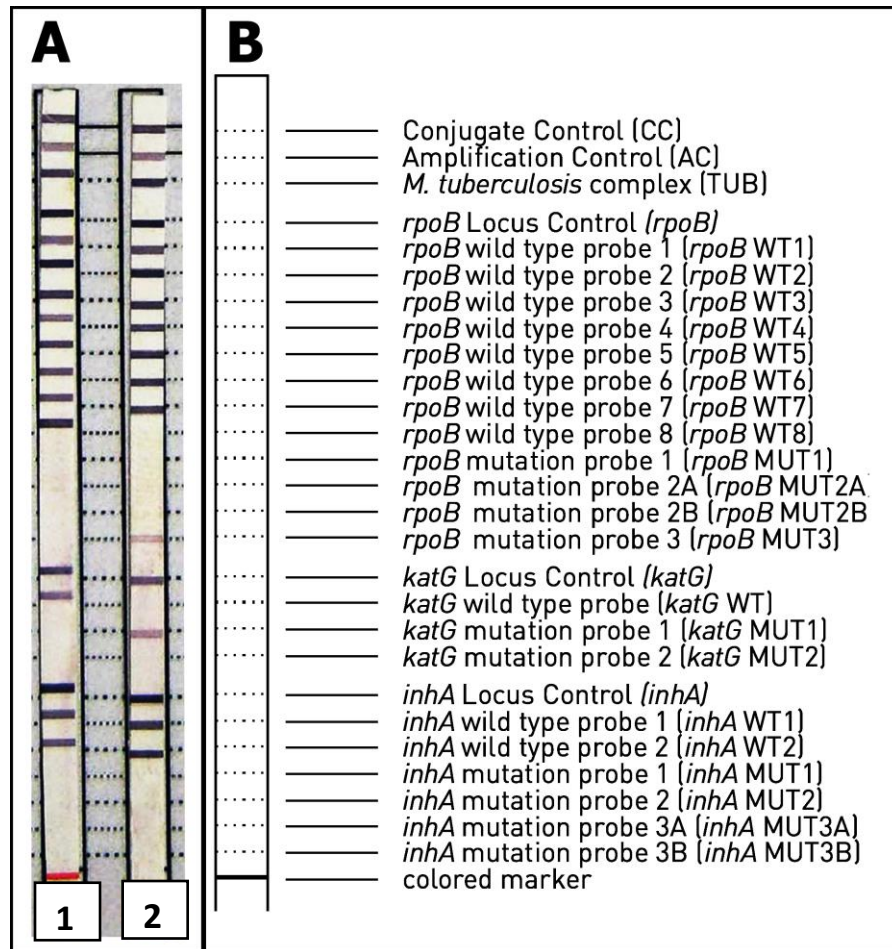 A
B
Conjugate Control (CC)
Amplification Control (AC)
M. tuberculosis complex (TUB)
rpoB Locus Control (rpoB)
rpoB wild type probe 1 (rpoB WT1)
rpoB wild type probe 2 (rpoB WT2)
rpoB wild type probe 3 (rpoB WT3)
rpoB wild type probe 4 (rpoB WT4)
rpoB wild type probe 5 (rpoB WT5)
rpoB wild type probe 6 (rpoB WT6)
rpoB wild type probe 7 (rpoB WT7)
rpoB wild type probe 8 (rpoB WT8)
rpoB mutation probe 1 (rpoB MUT1)
rpoB mutation probe 2A (rpoB MUT2A
rpoB mutation probe 2B (rpoB MUT2B
rpoB mutation probe 3 (rpoB MUT3)
katG Locus Control (katG)
katG wild type probe (katG WT)
katG mutation probe 1 (katG MUT1)
katG mutation probe 2 (katG MUT2)
inhA Locus Control (inhA)
inhA wild type probe 1 (inhA WT1)
inhA wild type probe 2 (inhA WT2)
inhA mutation probe 1 (inhA MUT1)
inhA mutation probe 2 (inhA MUT2)
inhA mutation probe 3A (inhA MUT3A)
inhA mutation probe 3B (inhA MUT3B)
colored marker
1
2